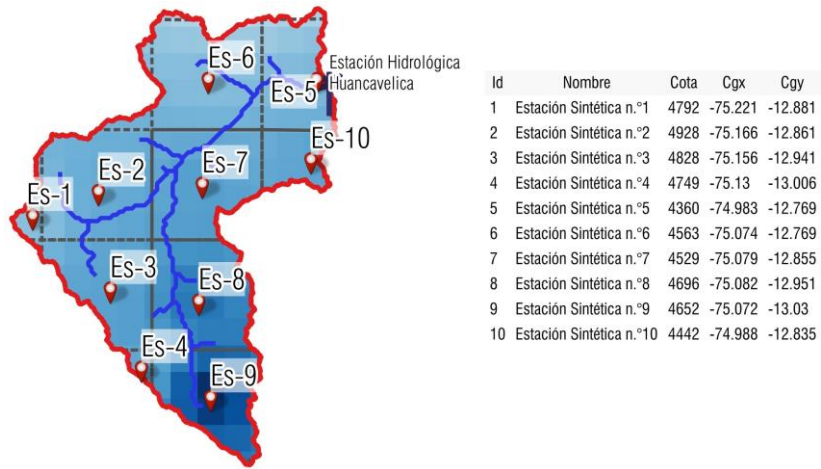 Es-6
Estación Hidrológica
Huancavelica
Es-5
Es-10
Es-7
Es-2
Es-1
Es-3
Es-8
Es-4
Es-9
Id Nombre Cota Cgx Cgy
1 Estación Sintética n.°1 4792 -75.221 -12.881
2 Estación Sintética n.°2 4928 -75.166 -12.861
3 Estación Sintética n.°3 4828 -75.156 -12.941
4 Estación Sintética n.°4 4749 -75.13 -13.006
5 Estación Sintética n.°5 4360 -74.983 -12.769
6 Estación Sintética n.°6 4563 -75.074 -12.769
7 Estación Sintética n.°7 4529 -75.079 -12.855
8 Estación Sintética n.°8 4696 -75.082 -12.951
9 Estación Sintética n.°9 4652 -75.072 -13.03
10 Estación Sintética n.°10 4442 -74.988 -12.835